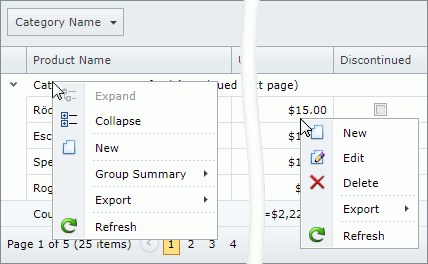 Category Name
Product Name U Discontinued
Cat ued xt page)
Expand
Collapse
New
Group Summary
Export
Refresh
Röd
Esc
Spe
Rog
Cou
$15.00
$1
$1
=$2,22
New
Edit
Delete
Export
Refresh
Page 1 of 5 (25 items) 1 2 3 4